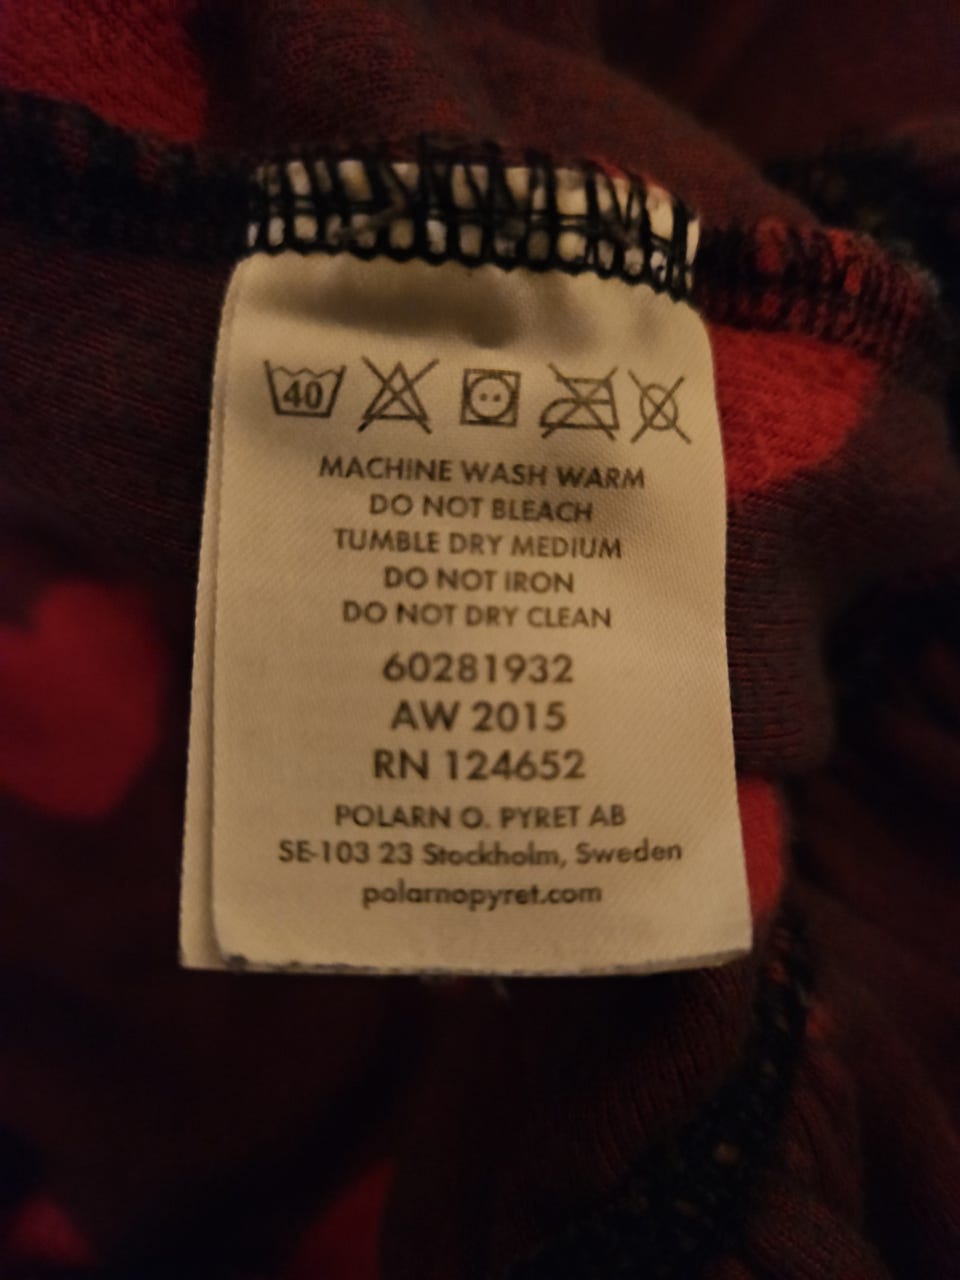 40
MACHINE WASH WARM
DO NOT BLEACH
TUMBLE DRY MEDIUM
DO NOT IRON
DO NOT DRY CLEAN
60281932
AW 2015
RN 124652
POLARN O. PYRET AB
SE-103 23 Stockholm, Sweden
polarnopyret.com